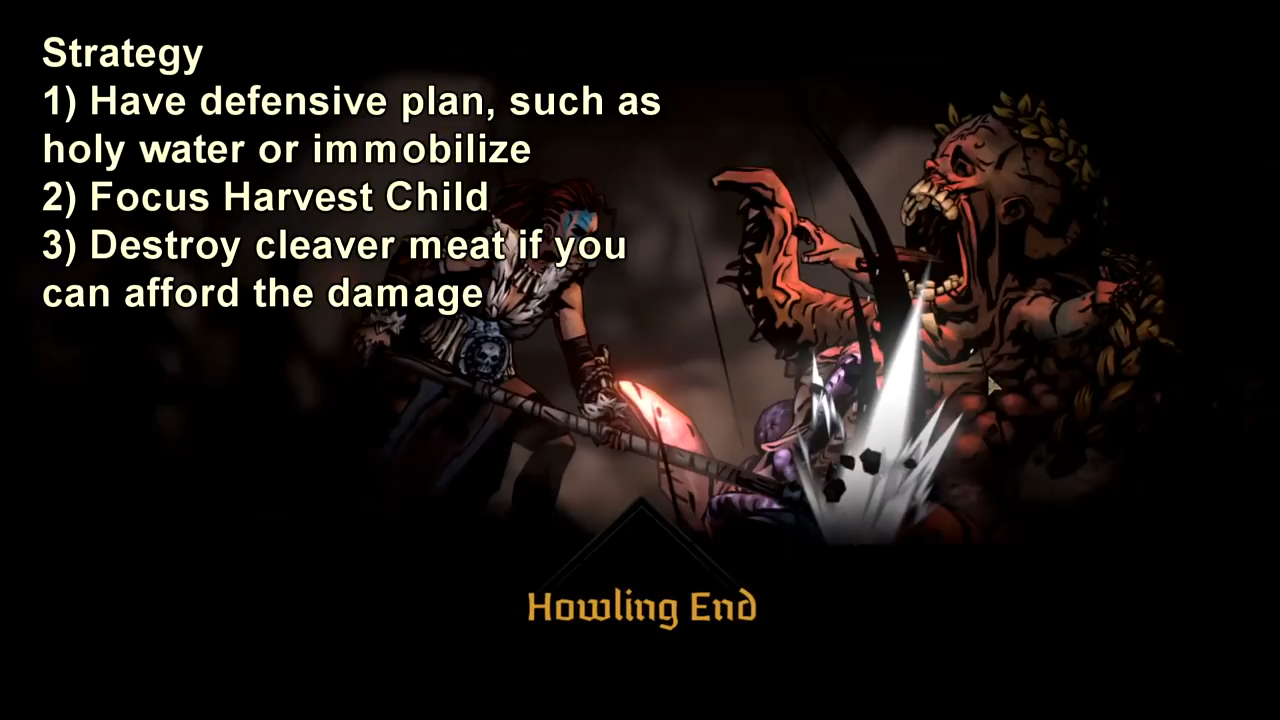 Strategy
1) Have defensive plan, such as
holy water or immobilize
2) Focus Harvest Child
3) Destroy cleaver meat if you
can afford the damage
Howling End